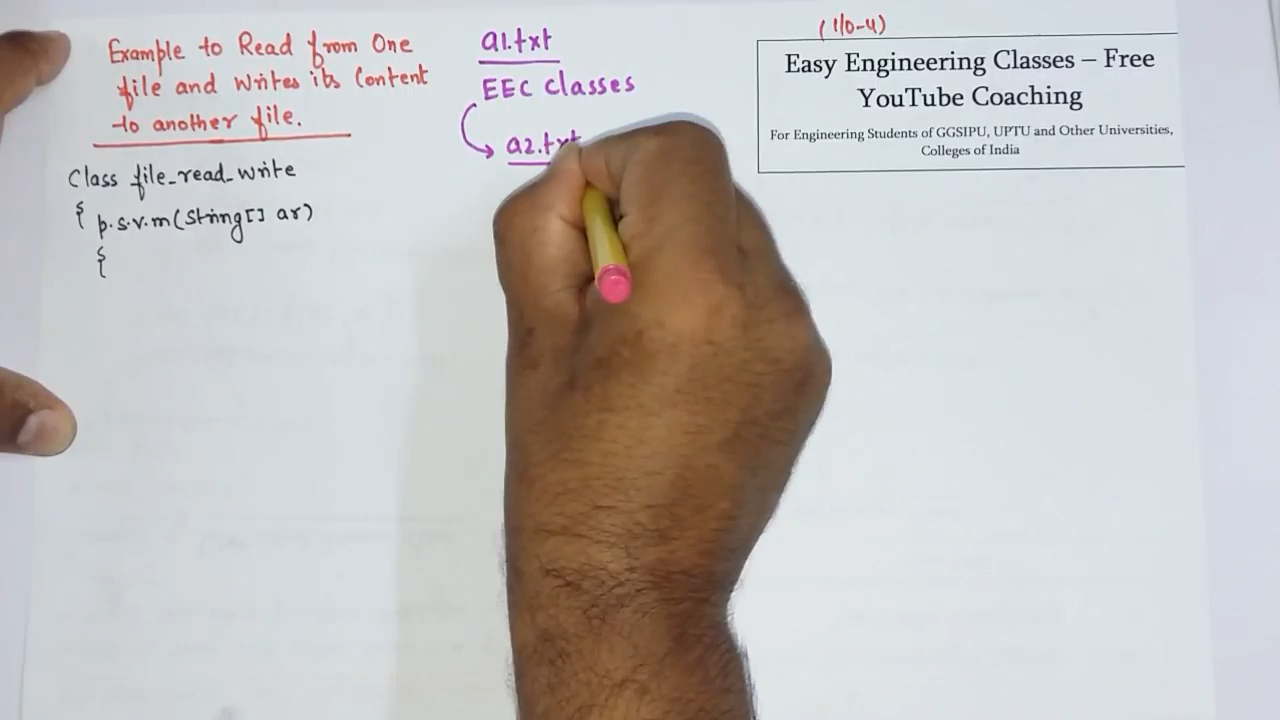 Example to Read from One
file and writes its Content
to another file.
Class file_read_write
{ p.s.v.m(String[] ar)
{
a1.txt
EEC Classes
a2.txt
(I/O-4)
Easy Engineering Classes – Free
YouTube Coaching
For Engineering Students of GGSIPU, UPTU and Other Universities,
Colleges of India